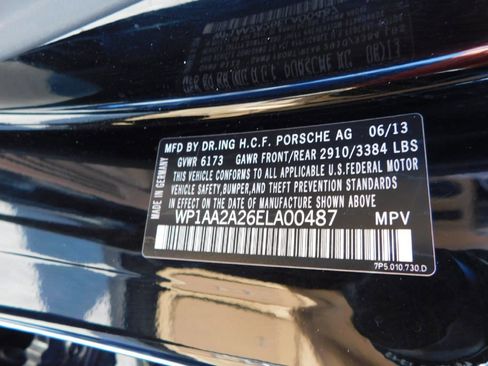 MFD BY DR.ING H.C.F. PORSCHE AG 06/13
GVWR 6173 GAWR FRONT/REAR 2910/3384 LBS
THIS VEHICLE CONFORMS TO ALL APPLICABLE U.S.FEDERAL MOTOR
VEHICLE SAFETY,BUMPER,AND THEFT PREVENTION STANDARDS IN
EFFECT ON THE DATE OF MANUFACTURE SHOWN ABOVE
WP1AA2A26ELA00487 MPV
MADE IN GERMANY
7P5.010.730.D